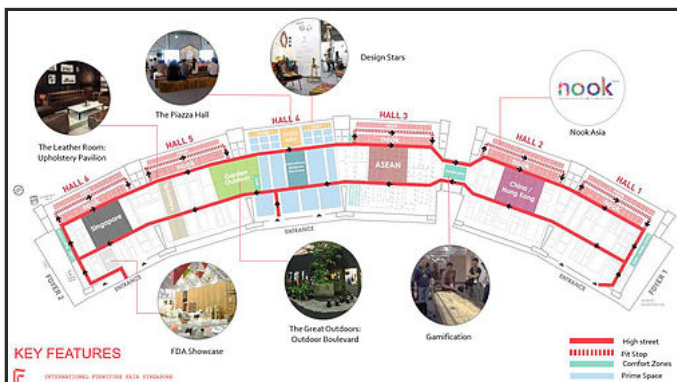 Design Stars
The Piazza Hall
nook
Nook Asia
The Leather Room:
Upholstery Pavilion
HALL 6
HALL 5
HALL 4
HALL 3
HALL 2
HALL 1
Singapore
Garden
Outdoor
ASEAN
China /
Hong Kong
FOYER 2
ENTRANCE
ENTRANCE
ENTRANCE
FOYER 1
FDA Showcase
The Great Outdoors:
Outdoor Boulevard
Gamification
KEY FEATURES
INTERNATIONAL FURNITURE FAIR SINGAPORE
High street
Pit Stop
Comfort Zones
Prime Space